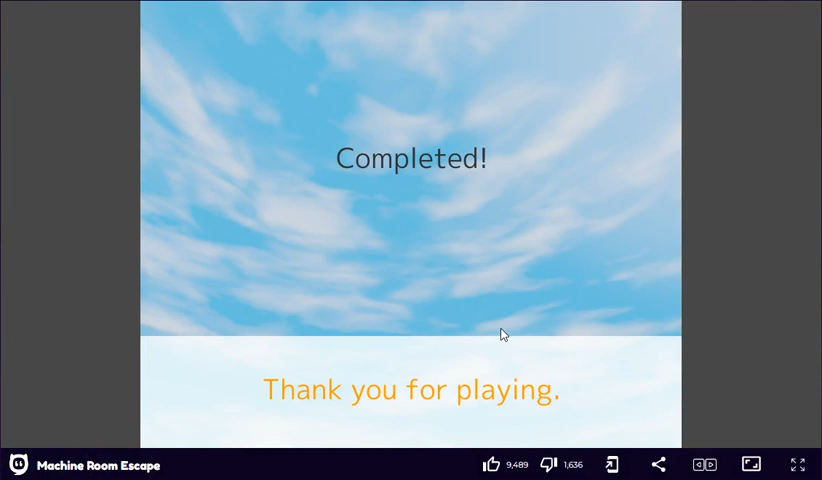 Completed!
Thank you for playing.
Machine Room Escape
9,489
1,636